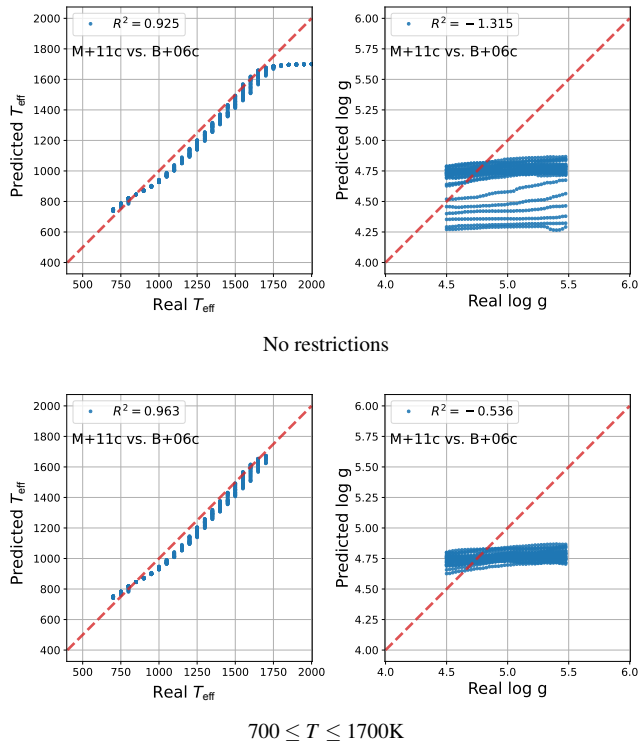 R² = 0.925
M+11c vs. B+06c
Predicted T_eff
2000
1800
1600
1400
1200
1000
800
600
400
500 750 1000 1250 1500 1750 2000
Real T_eff
R² = −1.315
M+11c vs. B+06c
Predicted log g
6.00
5.75
5.50
5.25
5.00
4.75
4.50
4.25
4.00
4.0 4.5 5.0 5.5 6.0
Real log g
No restrictions
R² = 0.963
M+11c vs. B+06c
Predicted T_eff
2000
1800
1600
1400
1200
1000
800
600
400
500 750 1000 1250 1500 1750 2000
Real T_eff
R² = −0.536
M+11c vs. B+06c
Predicted log g
6.00
5.75
5.50
5.25
5.00
4.75
4.50
4.25
4.00
4.0 4.5 5.0 5.5 6.0
Real log g
700 ≤ T ≤ 1700K